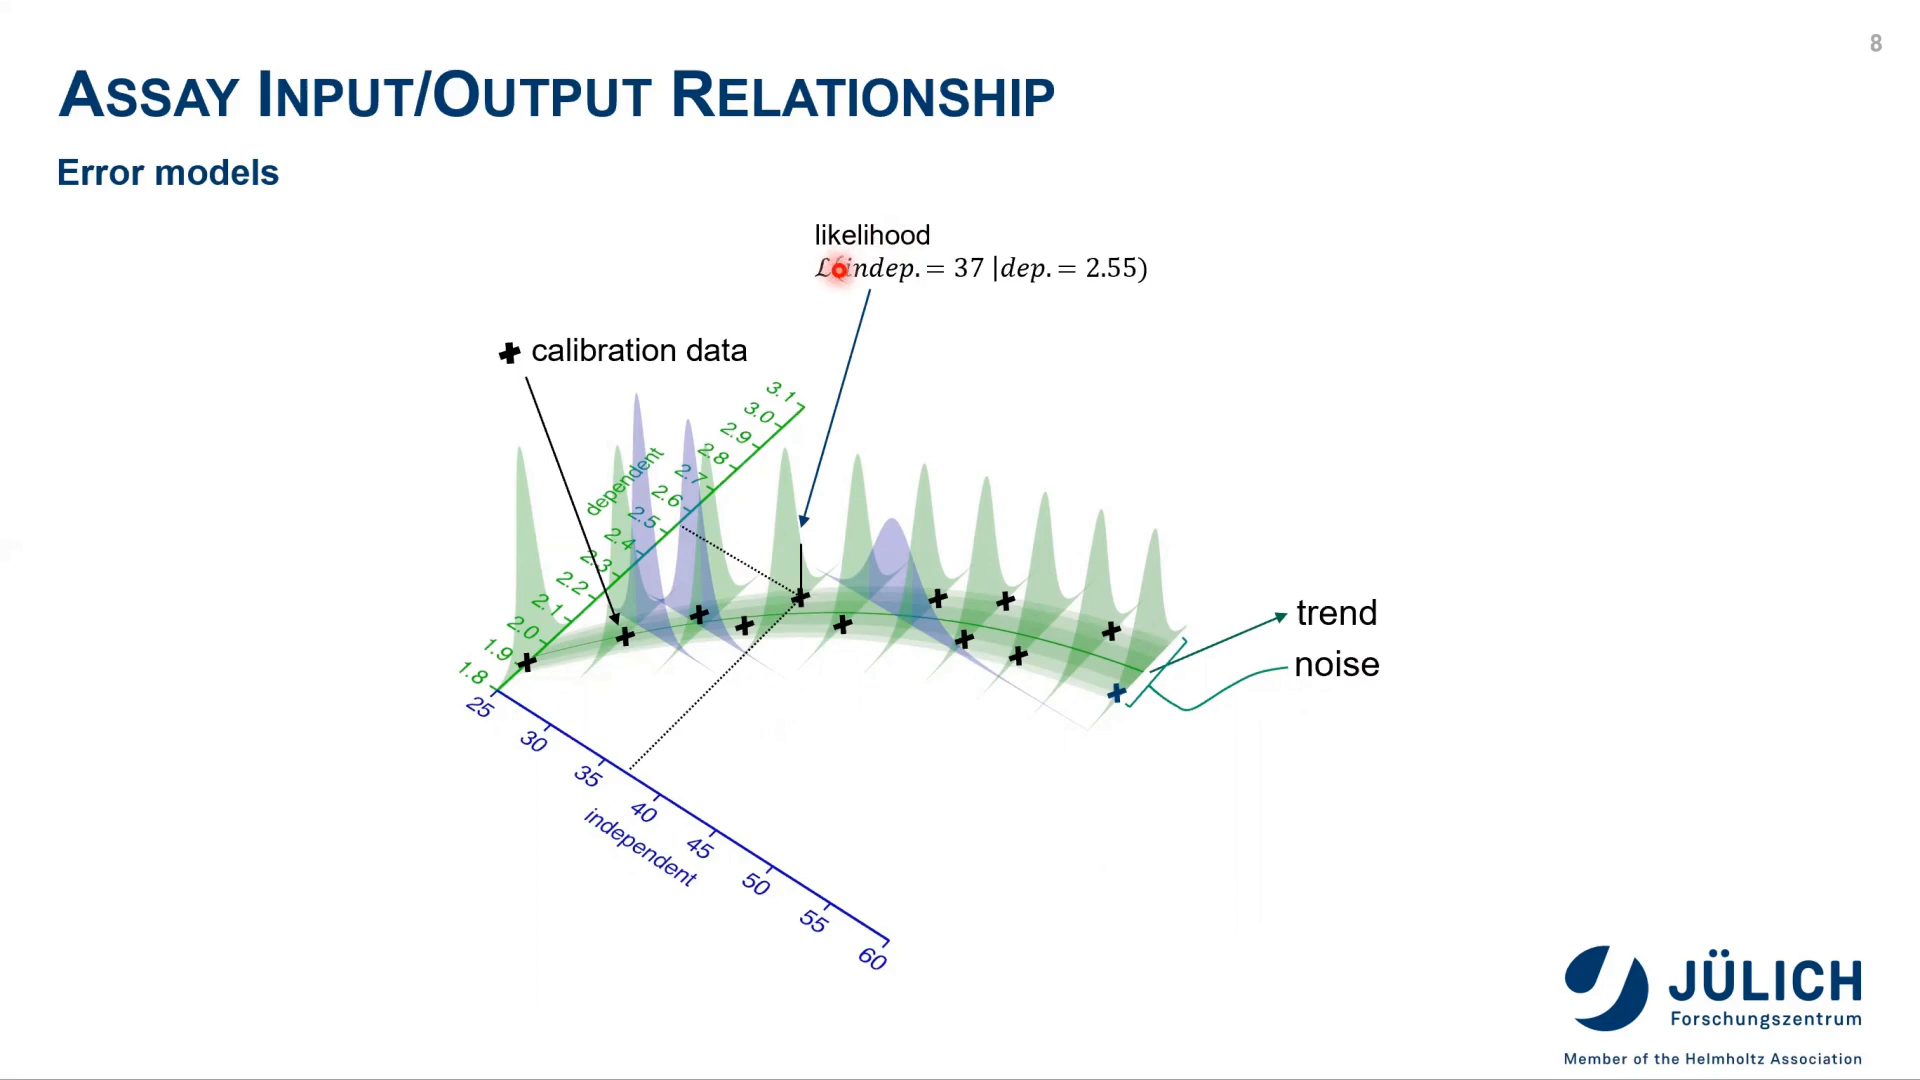 8
ASSAY INPUT/OUTPUT RELATIONSHIP
Error models
likelihood
ℒ(indep. = 37 |dep. = 2.55)
calibration data
3.1
3.0
2.9
2.8
2.7
2.6
2.5
2.4
2.3
2.2
2.1
2.0
1.9
1.8
dependent
trend
noise
25
30
35
40
45
50
55
60
independent
JÜLICH
Forschungszentrum
Member of the Helmholtz Association